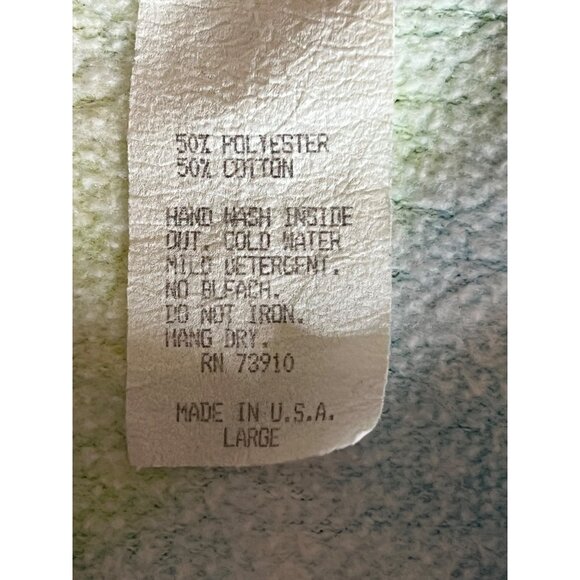 50% POLYESTER
50% COTTON
HAND WASH INSIDE
OUT. COLD WATER
MILD DETERGENT.
NO BLEACH.
DO NOT IRON.
HANG DRY.
RN 73910
MADE IN U.S.A.
LARGE